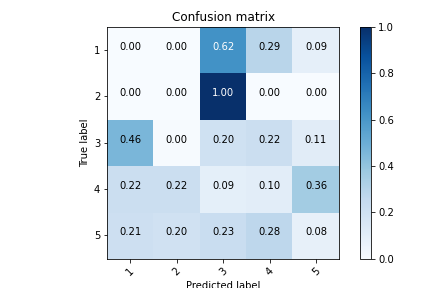 Confusion matrix
1 0.00 0.00 0.62 0.29 0.09
2 0.00 0.00 1.00 0.00 0.00
3 0.46 0.00 0.20 0.22 0.11
4 0.22 0.22 0.09 0.10 0.36
5 0.21 0.20 0.23 0.28 0.08
1 2 3 4 5
True label
Predicted label
1.0
0.8
0.6
0.4
0.2
0.0